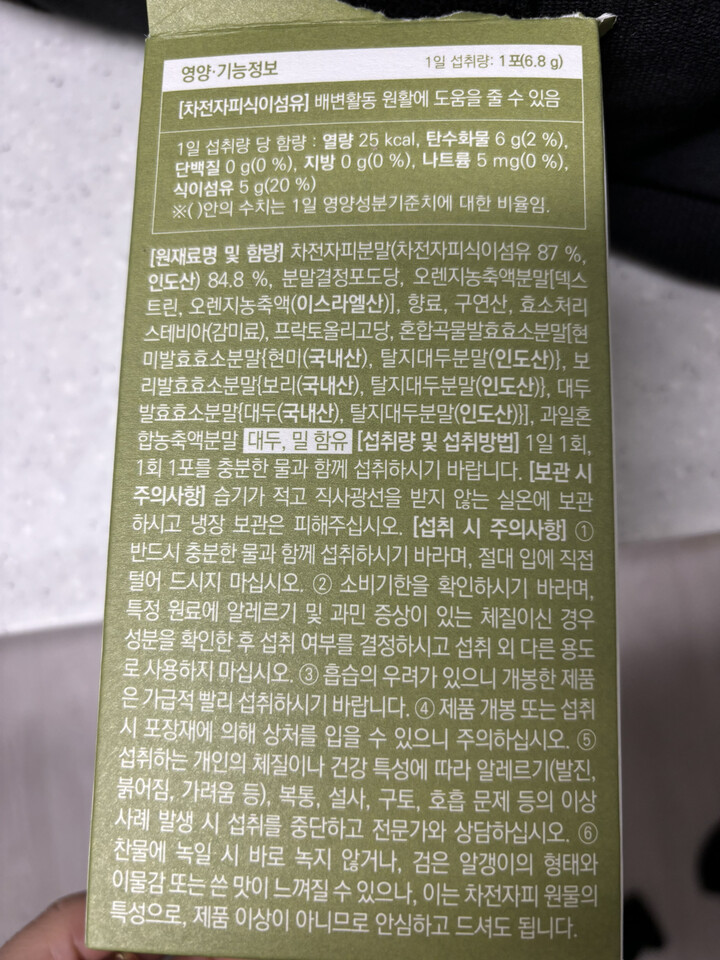 영양·기능정보 1일 섭취량: 1포(6.8 g)
[차전자피식이섬유] 배변활동 원활에 도움을 줄 수 있음
1일 섭취량 당 함량 : 열량 25 kcal, 탄수화물 6 g(2 %),
단백질 0 g(0 %), 지방 0 g(0 %), 나트륨 5 mg(0 %),
식이섬유 5 g(20 %)
※( )안의 수치는 1일 영양성분기준치에 대한 비율임.
[원재료명 및 함량] 차전자피분말(차전자피식이섬유 87 %,
인도산) 84.8 %, 분말결정포도당, 오렌지농축액분말[덱스
트린, 오렌지농축액(이스라엘산)], 향료, 구연산, 효소처리
스테비아(감미료), 프락토올리고당, 혼합곡물발효효소분말[현
미발효효소분말{현미(국내산), 탈지대두분말(인도산)}, 보
리발효효소분말{보리(국내산), 탈지대두분말(인도산)}, 대두
발효효소분말{대두(국내산), 탈지대두분말(인도산)}], 과일혼
합농축액분말 대두, 밀 함유 [섭취량 및 섭취방법] 1일 1회,
1회 1포를 충분한 물과 함께 섭취하시기 바랍니다. [보관 시
주의사항] 습기가 적고 직사광선을 받지 않는 실온에 보관
하시고 냉장 보관은 피해주십시오. [섭취 시 주의사항] ①
반드시 충분한 물과 함께 섭취하시기 바라며, 절대 입에 직접
털어 드시지 마십시오. ② 소비기한을 확인하시기 바라며,
특정 원료에 알레르기 및 과민 증상이 있는 체질이신 경우
성분을 확인한 후 섭취 여부를 결정하시고 섭취 외 다른 용도
로 사용하지 마십시오. ③ 흡습의 우려가 있으니 개봉한 제품
은 가급적 빨리 섭취하시기 바랍니다. ④ 제품 개봉 또는 섭취
시 포장재에 의해 상처를 입을 수 있으니 주의하십시오. ⑤
섭취하는 개인의 체질이나 건강 특성에 따라 알레르기(발진,
붉어짐, 가려움 등), 복통, 설사, 구토, 호흡 문제 등의 이상
사례 발생 시 섭취를 중단하고 전문가와 상담하십시오. ⑥
찬물에 녹일 시 바로 녹지 않거나, 검은 알갱이의 형태와
이물감 또는 쓴 맛이 느껴질 수 있으나, 이는 차전자피 원물의
특성으로, 제품 이상이 아니므로 안심하고 드셔도 됩니다.